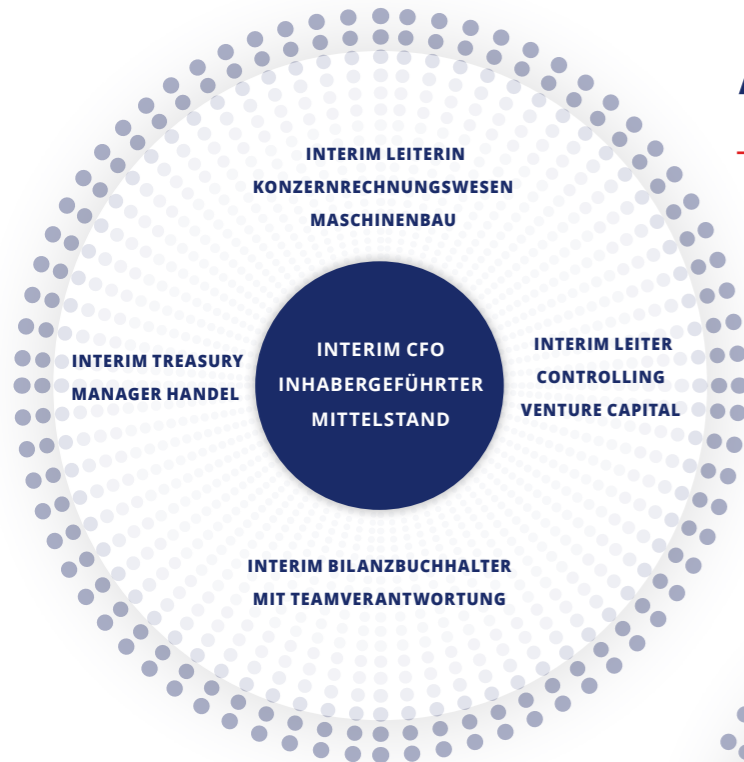 INTERIM LEITERIN
KONZERNRECHNUNGSWESEN
MASCHINENBAU
INTERIM TREASURY
MANAGER HANDEL
INTERIM CFO
INHABERGEFÜHRTER
MITTELSTAND
INTERIM LEITER
CONTROLLING
VENTURE CAPITAL
INTERIM BILANZBUCHHALTER
MIT TEAMVERANTWORTUNG